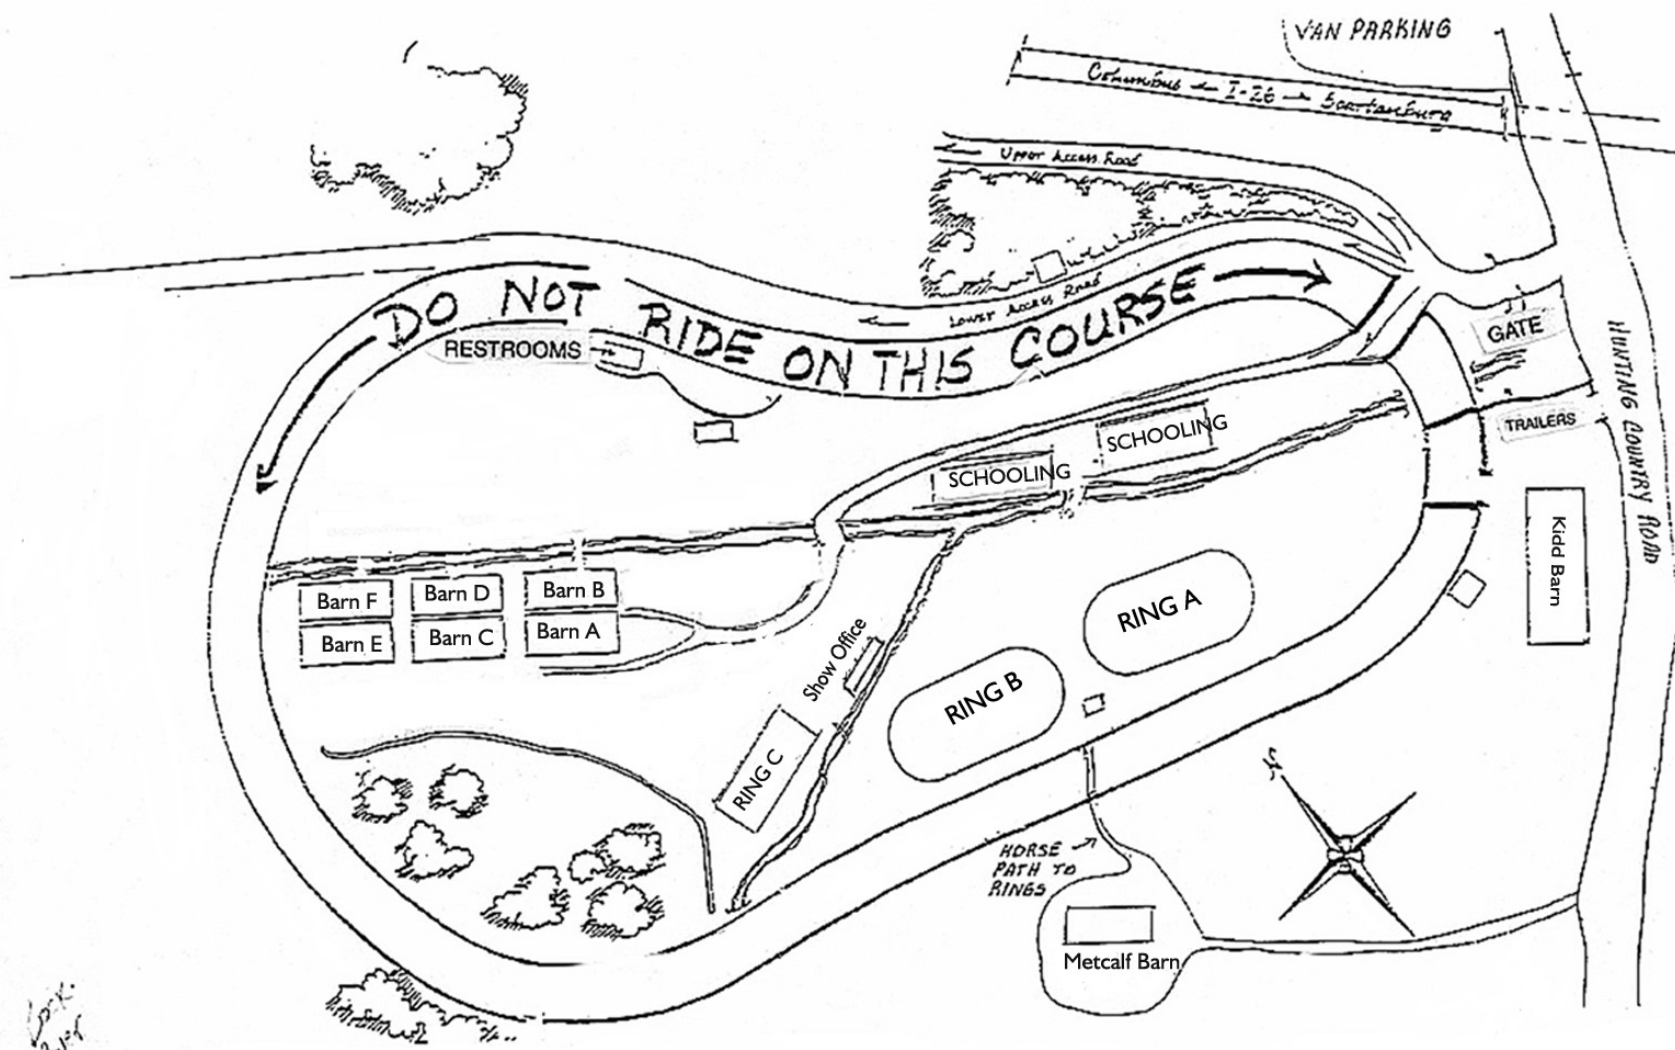 VAN PARKING
Columbus ← I-26 →
Upper Access Road
Lower Access Road
DO NOT RIDE ON THIS COURSE
GATE
RESTROOMS
TRAILERS
HUNTING COUNTRY ROAD
SCHOOLING
SCHOOLING
Kidd Barn
Barn F
Barn D
Barn B
Barn E
Barn C
Barn A
RING A
Show Office
RING B
RING C
N
HORSE
PATH TO
RINGS
Metcalf Barn